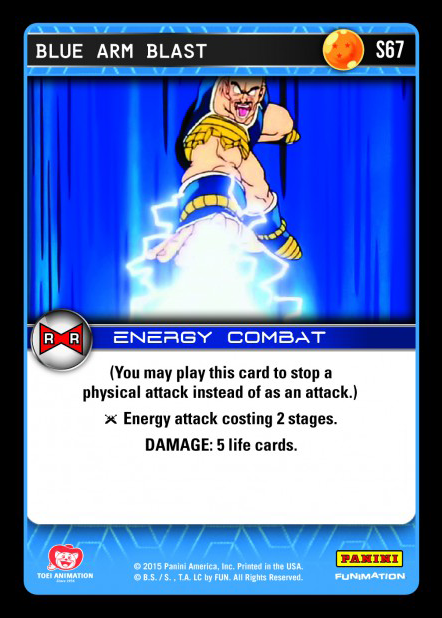 BLUE ARM BLAST
S67
R R
ENERGY COMBAT
(You may play this card to stop a
physical attack instead of as an attack.)
Energy attack costing 2 stages.
DAMAGE: 5 life cards.
TOEI ANIMATION
Since 1956
© 2015 Panini America, Inc. Printed in the USA.
© B.S./ S. , T.A. LC by FUN. All Rights Reserved.
PANINI
FUNIMATION